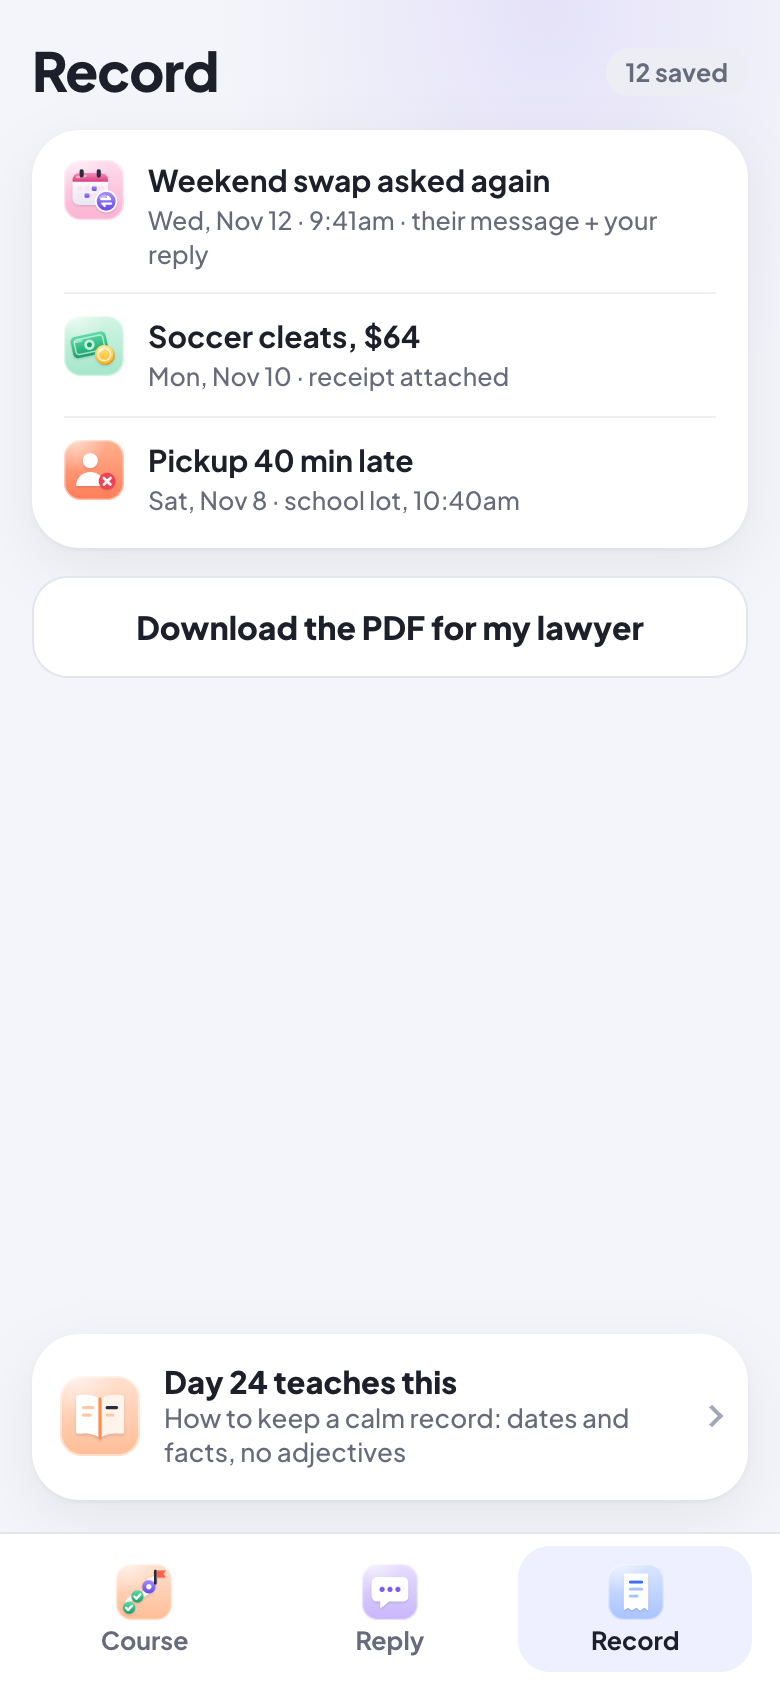 Record
12 saved
Weekend swap asked again
Wed, Nov 12 · 9:41am · their message + your
reply
Soccer cleats, $64
Mon, Nov 10 · receipt attached
Pickup 40 min late
Sat, Nov 8 · school lot, 10:40am
Download the PDF for my lawyer
Day 24 teaches this
How to keep a calm record: dates and
facts, no adjectives
Course
Reply
Record